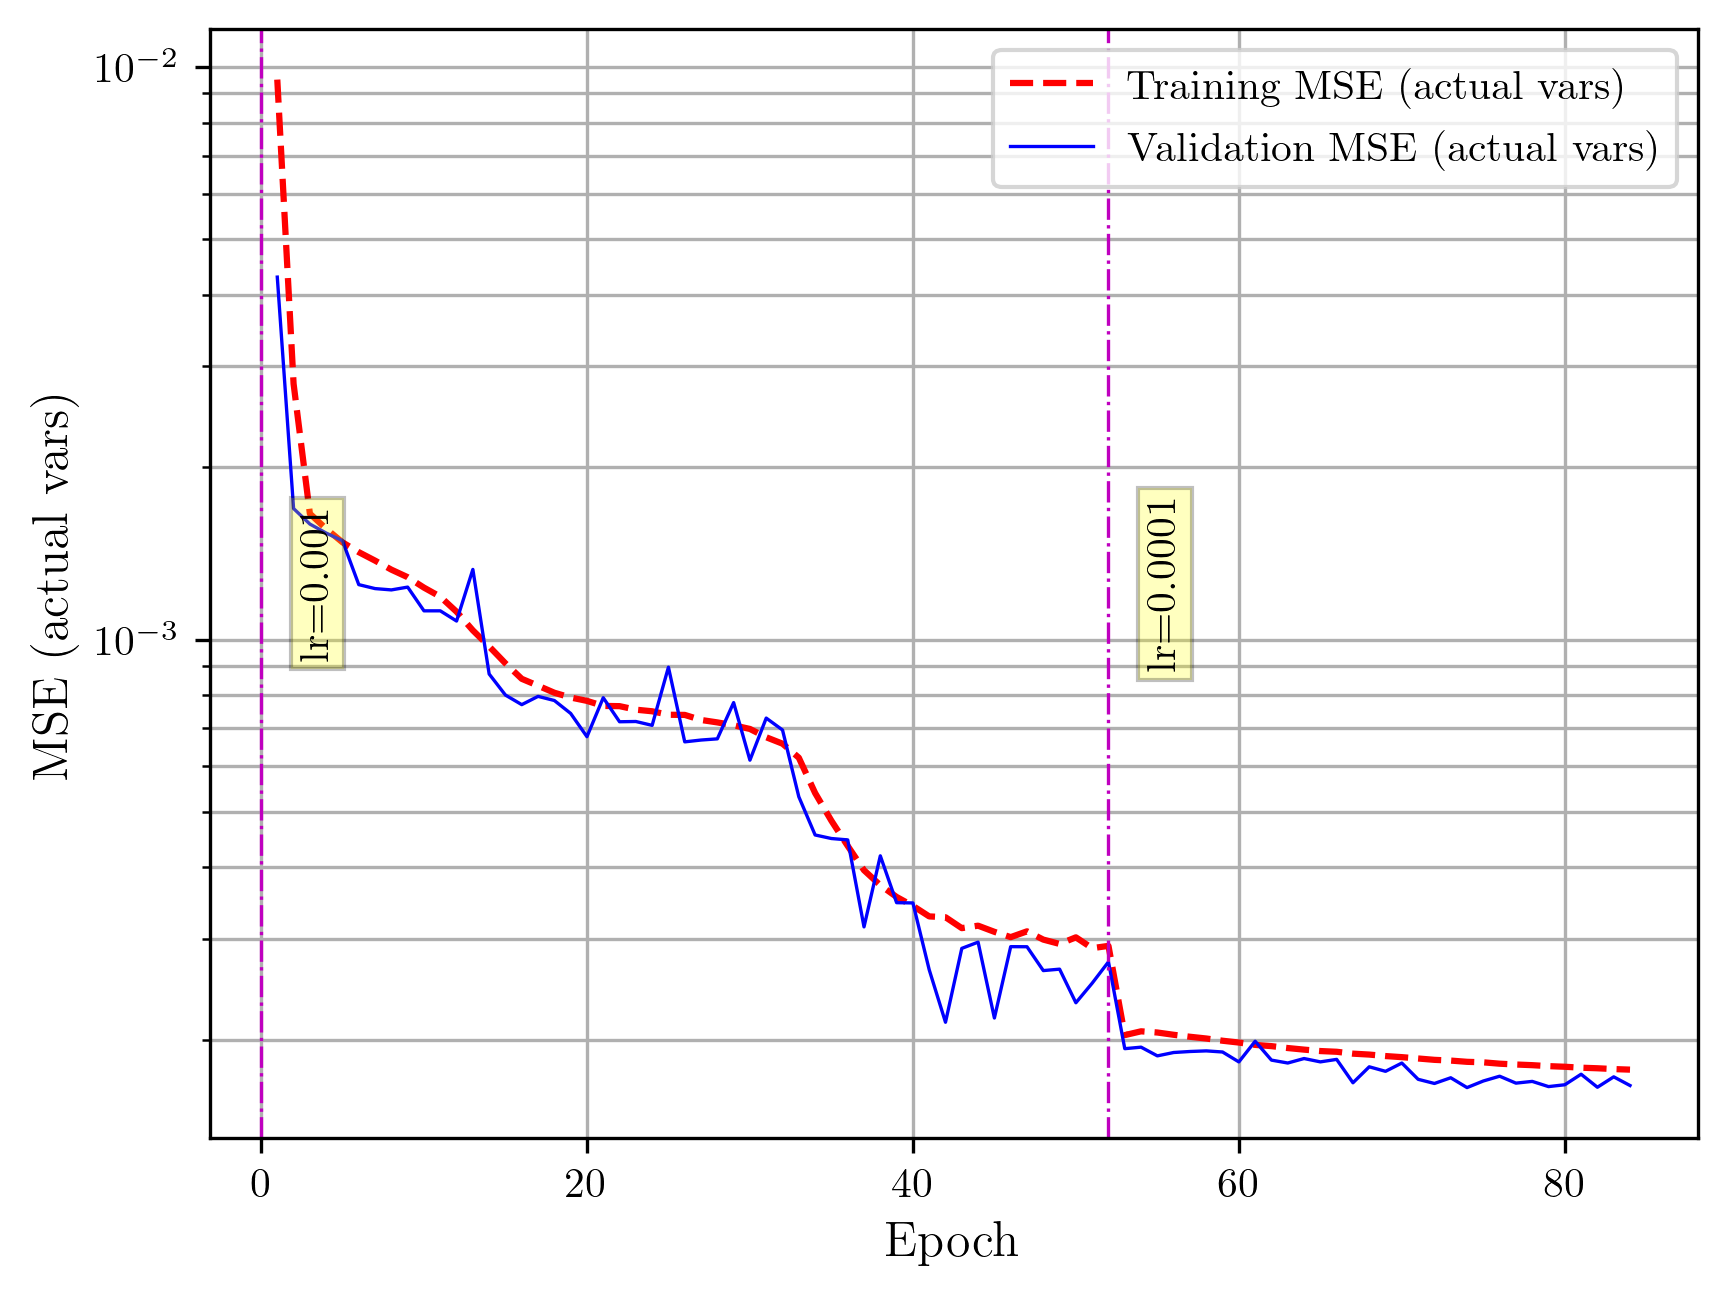 10⁻²
Training MSE (actual vars)
Validation MSE (actual vars)
MSE (actual vars)
lr=0.001
lr=0.0001
10⁻³
0
20
40
60
80
Epoch